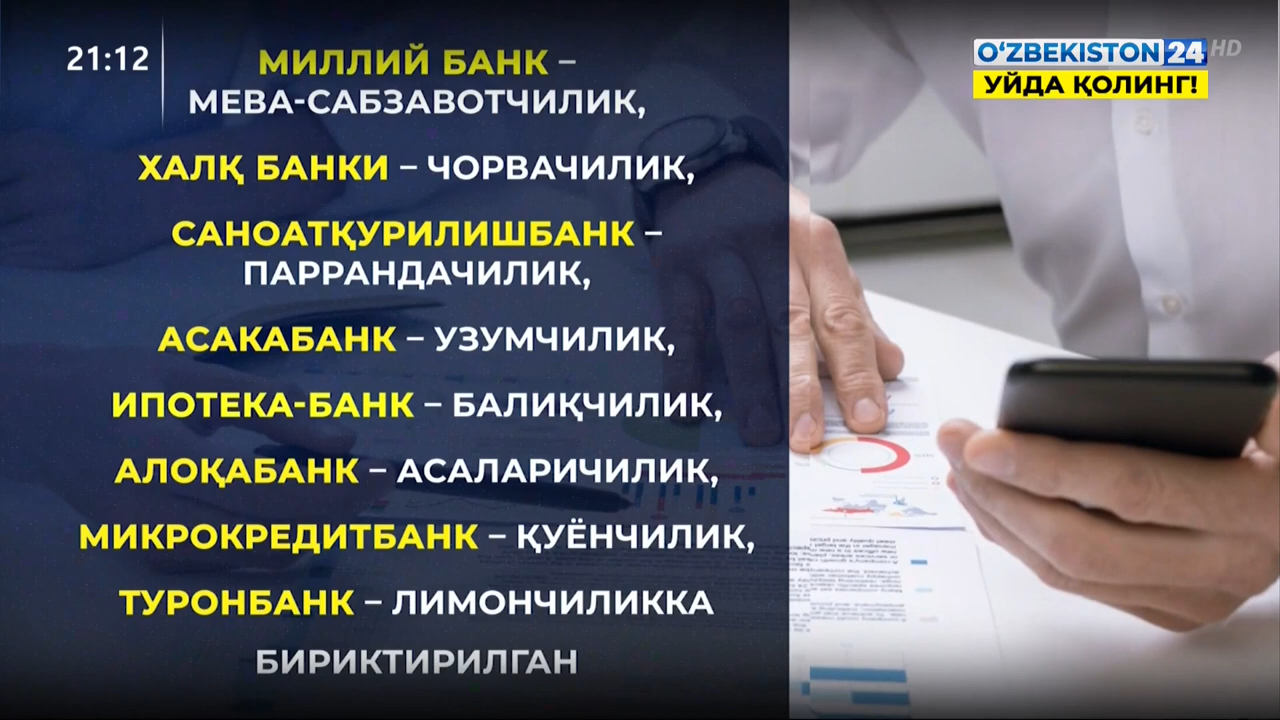 21:12
O‘ZBEKISTON 24 HD
УЙДА ҚОЛИНГ!
МИЛЛИЙ БАНК –
МЕВА-САБЗАВОТЧИЛИК,
ХАЛҚ БАНКИ – ЧОРВАЧИЛИК,
САНОАТҚУРИЛИШБАНК –
ПАРРАНДАЧИЛИК,
АСАКАБАНК – УЗУМЧИЛИК,
ИПОТЕКА-БАНК – БАЛИҚЧИЛИК,
АЛОҚАБАНК – АСАЛАРИЧИЛИК,
МИКРОКРЕДИТБАНК – ҚУЁНЧИЛИК,
ТУРОНБАНК – ЛИМОНЧИЛИККА
БИРИКТИРИЛГАН